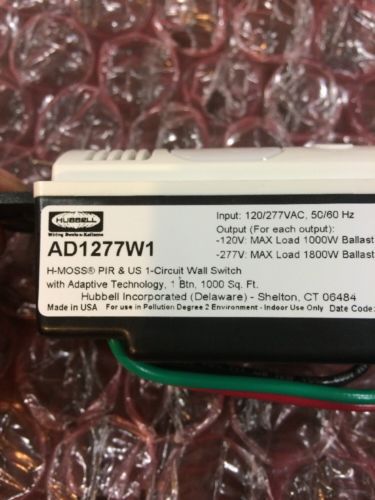 HUBBELL
Wiring Device-Kellems
AD1277W1
H-MOSS® PIR & US 1-Circuit Wall Switch
with Adaptive Technology, 1 Btn, 1000 Sq. Ft.
Hubbell Incorporated (Delaware) - Shelton, CT 06484
Made in USA For use in Pollution Degree 2 Environment - Indoor Use Only Date Code:
Input: 120/277VAC, 50/60 Hz
Output (For each output):
-120V: MAX Load 1000W Ballast
-277V: MAX Load 1800W Ballast